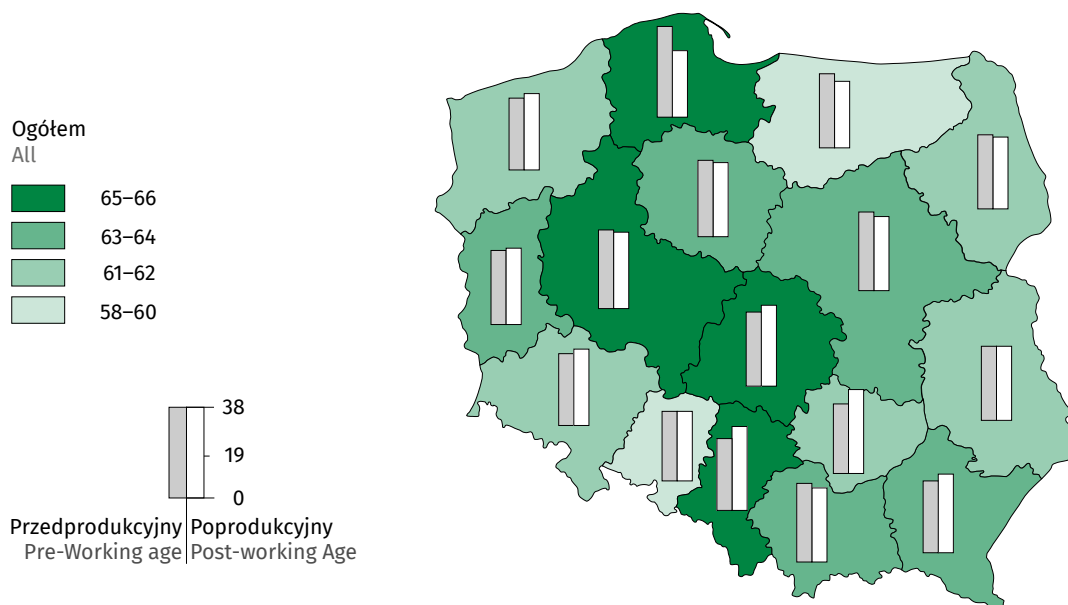 Ogółem
All
65–66
63–64
61–62
58–60
38
19
0
Przedprodukcyjny Poprodukcyjny
Pre-Working age Post-working Age